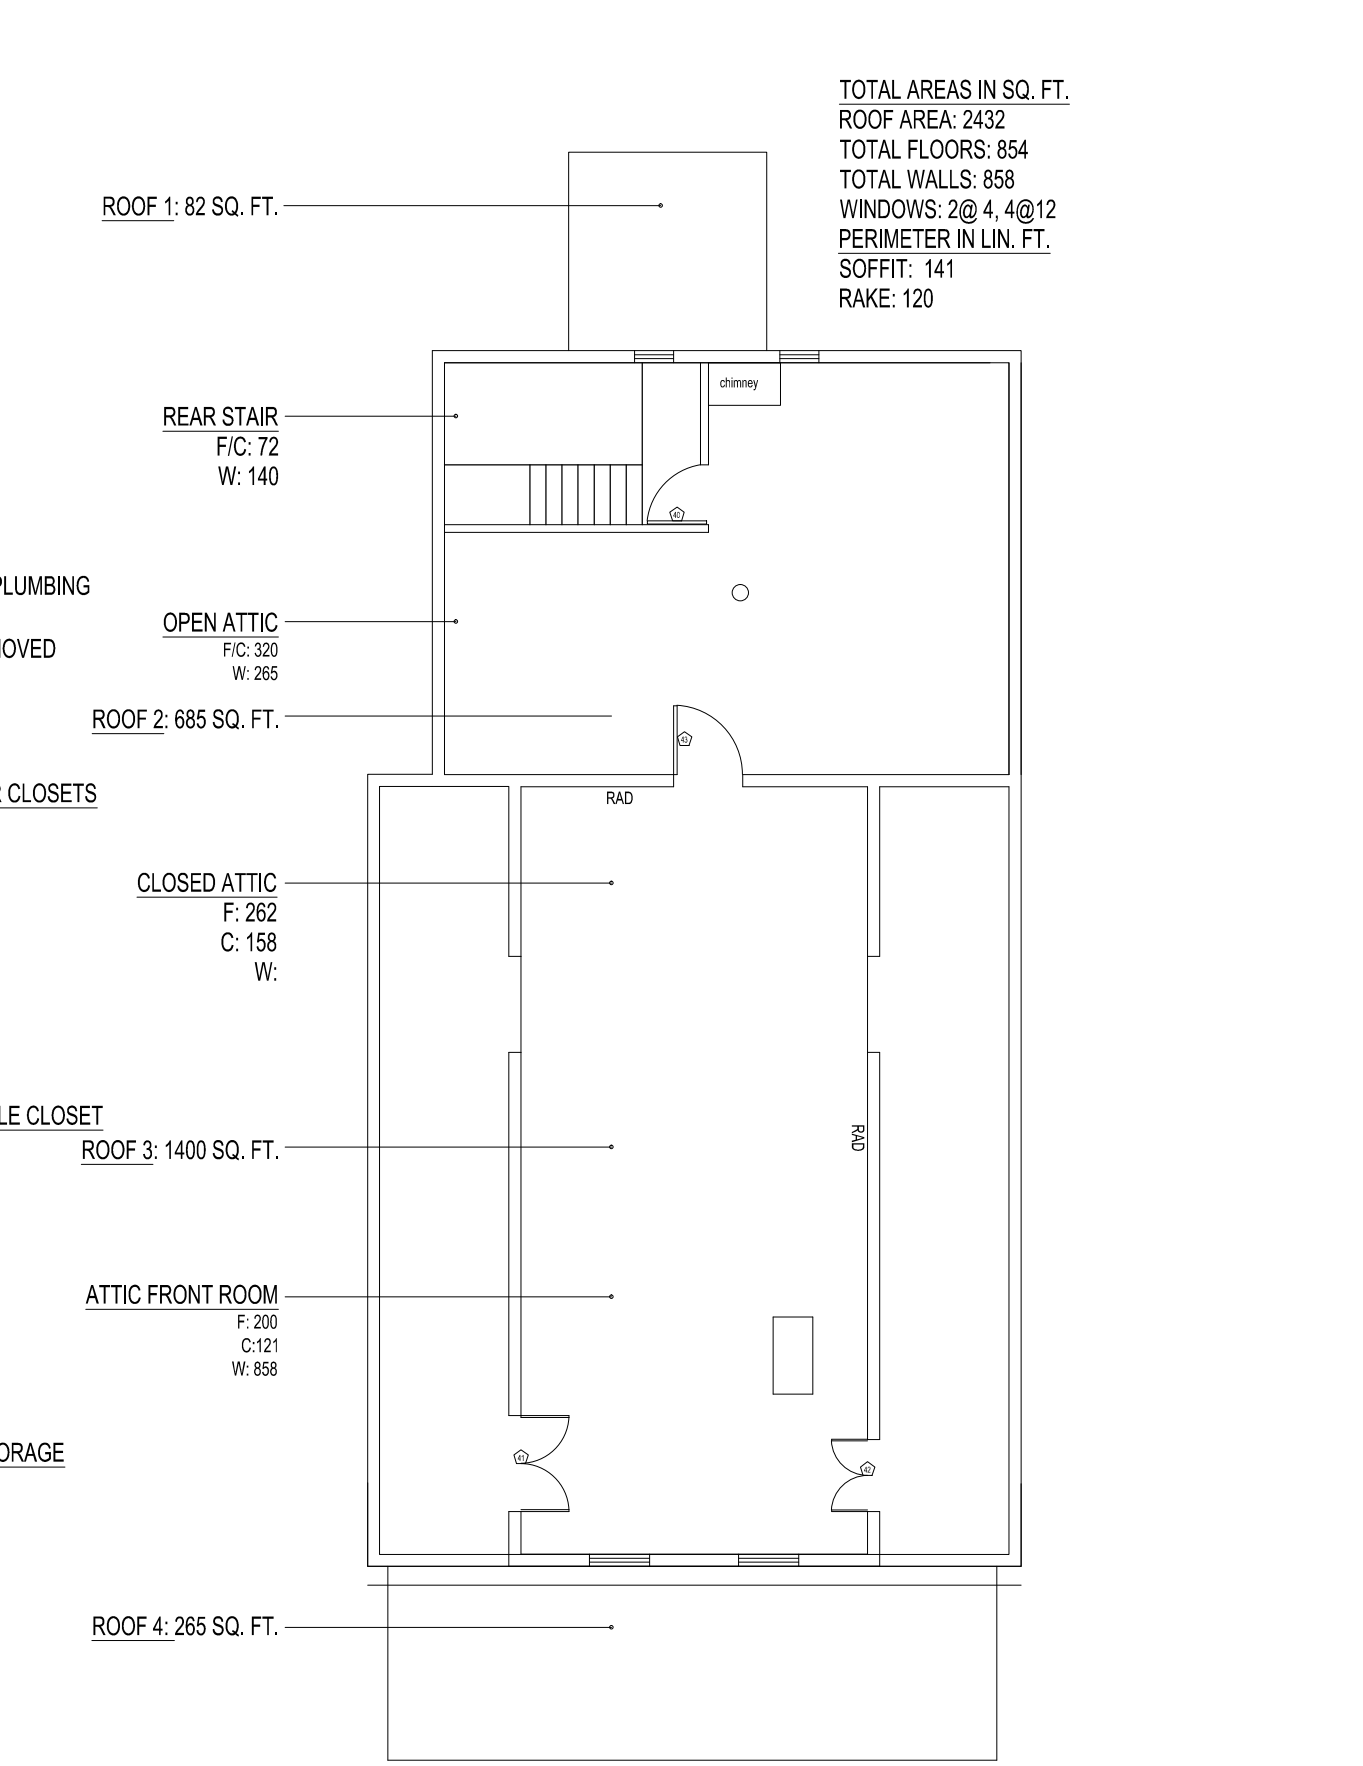 TOTAL AREAS IN SQ. FT.
ROOF AREA: 2432
TOTAL FLOORS: 854
TOTAL WALLS: 858
WINDOWS: 2@ 4, 4@12
PERIMETER IN LIN. FT.
SOFFIT: 141
RAKE: 120
ROOF 1: 82 SQ. FT.
chimney
REAR STAIR
F/C: 72
W: 140
40
PLUMBING
OPEN ATTIC
F/C: 320
W: 265
MOVED
ROOF 2: 685 SQ. FT.
43
R CLOSETS
RAD
CLOSED ATTIC
F: 262
C: 158
W:
LE CLOSET
RAD
ROOF 3: 1400 SQ. FT.
ATTIC FRONT ROOM
F: 200
C:121
W: 858
ORAGE
41
42
ROOF 4: 265 SQ. FT.